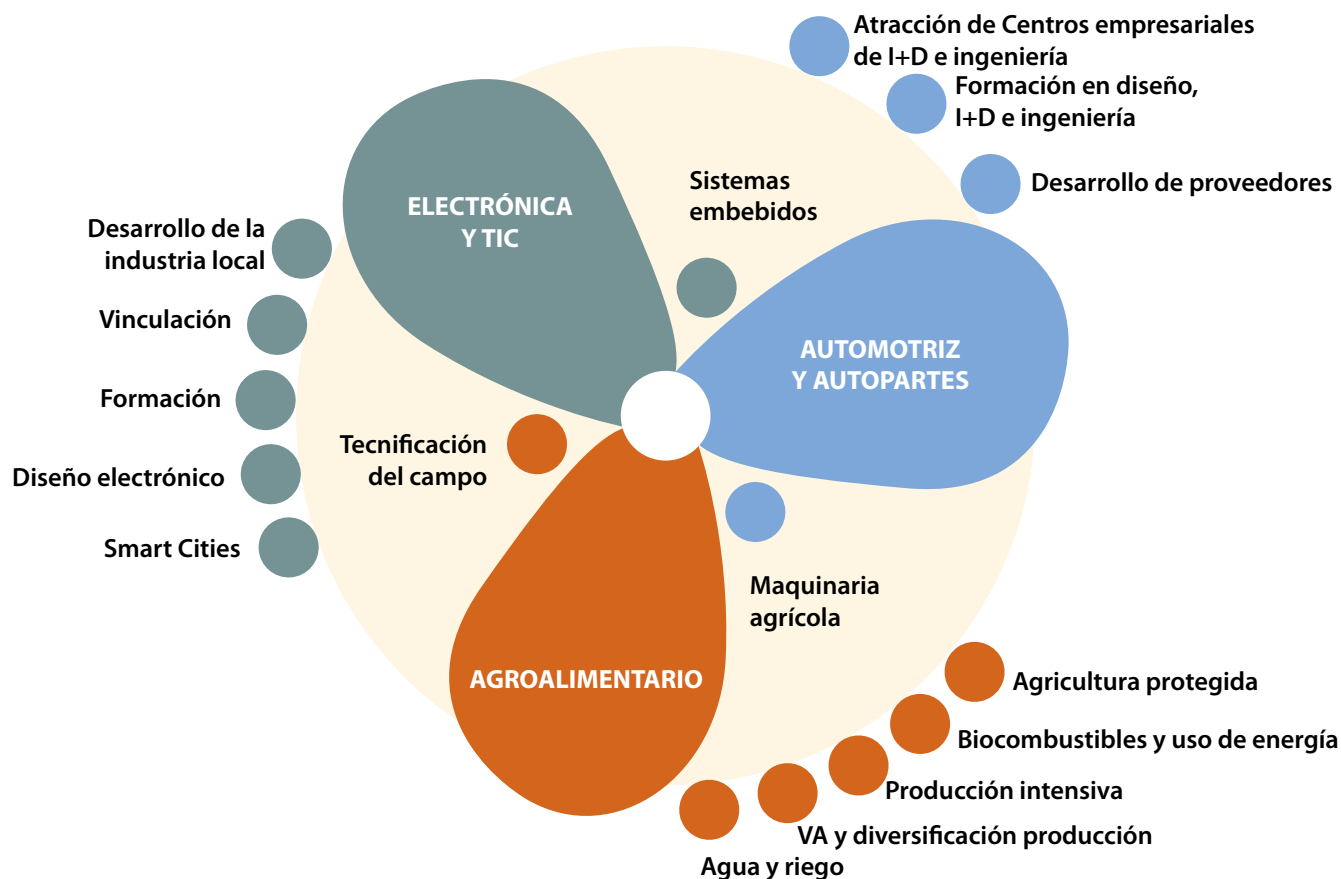 Atracción de Centros empresariales
de I+D e ingeniería
Formación en diseño,
I+D e ingeniería
Desarrollo de proveedores
Sistemas
embebidos
ELECTRÓNICA
Y TIC
Desarrollo de la
industria local
Vinculación
Formación
Diseño electrónico
Smart Cities
AUTOMOTRIZ
Y AUTOPARTES
Tecnificación
del campo
Maquinaria
agrícola
AGROALIMENTARIO
Agricultura protegida
Biocombustibles y uso de energía
Producción intensiva
VA y diversificación producción
Agua y riego